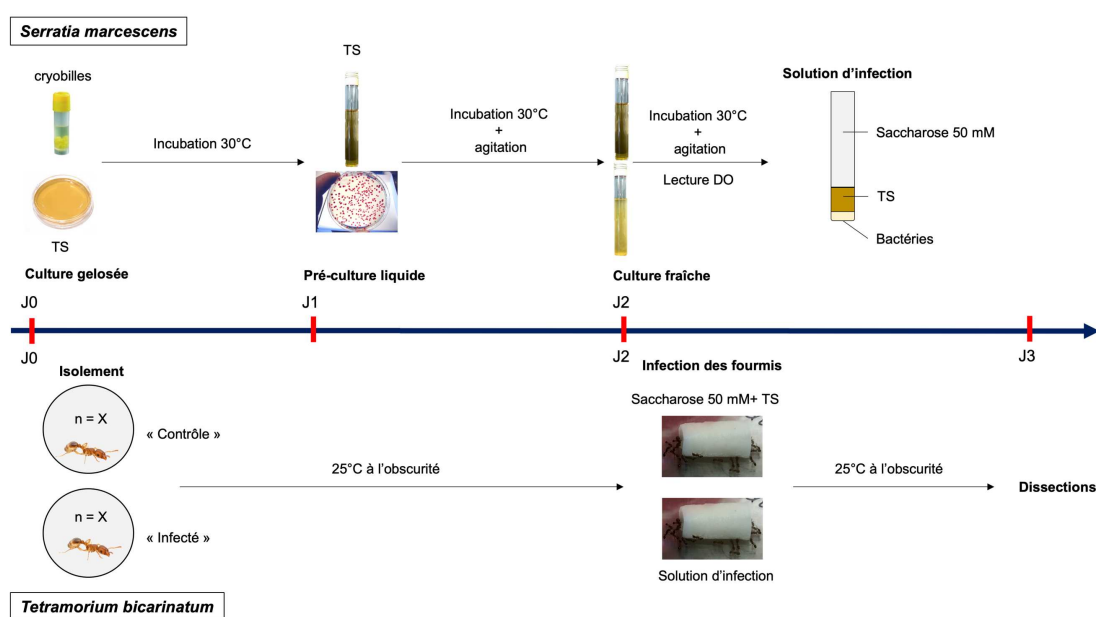 Serratia marcescens
cryobilles
TS
Incubation 30°C
TS
Incubation 30°C
+
agitation
Incubation 30°C
+
agitation
Lecture DO
Solution d'infection
Saccharose 50 mM
TS
Bactéries
Culture gelosée
Pré-culture liquide
Culture fraîche
J0
J1
J2
J0
J2
J3
Isolement
n = X
« Contrôle »
n = X
« Infecté »
25°C à l'obscurité
Infection des fourmis
Saccharose 50 mM+ TS
Solution d'infection
25°C à l'obscurité
Dissections
Tetramorium bicarinatum